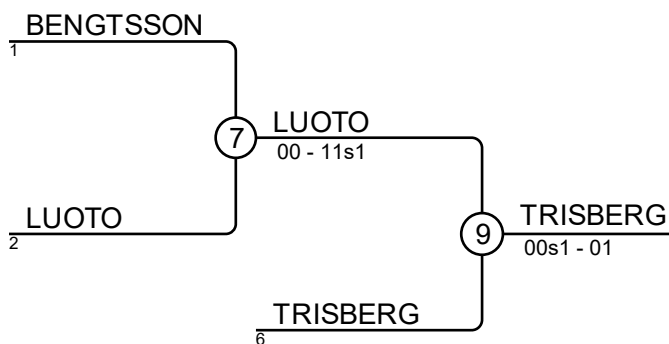 BENGTSSON
1
7
LUOTO
00 - 11s1
LUOTO
2
9
TRISBERG
00s1 - 01
TRISBERG
6